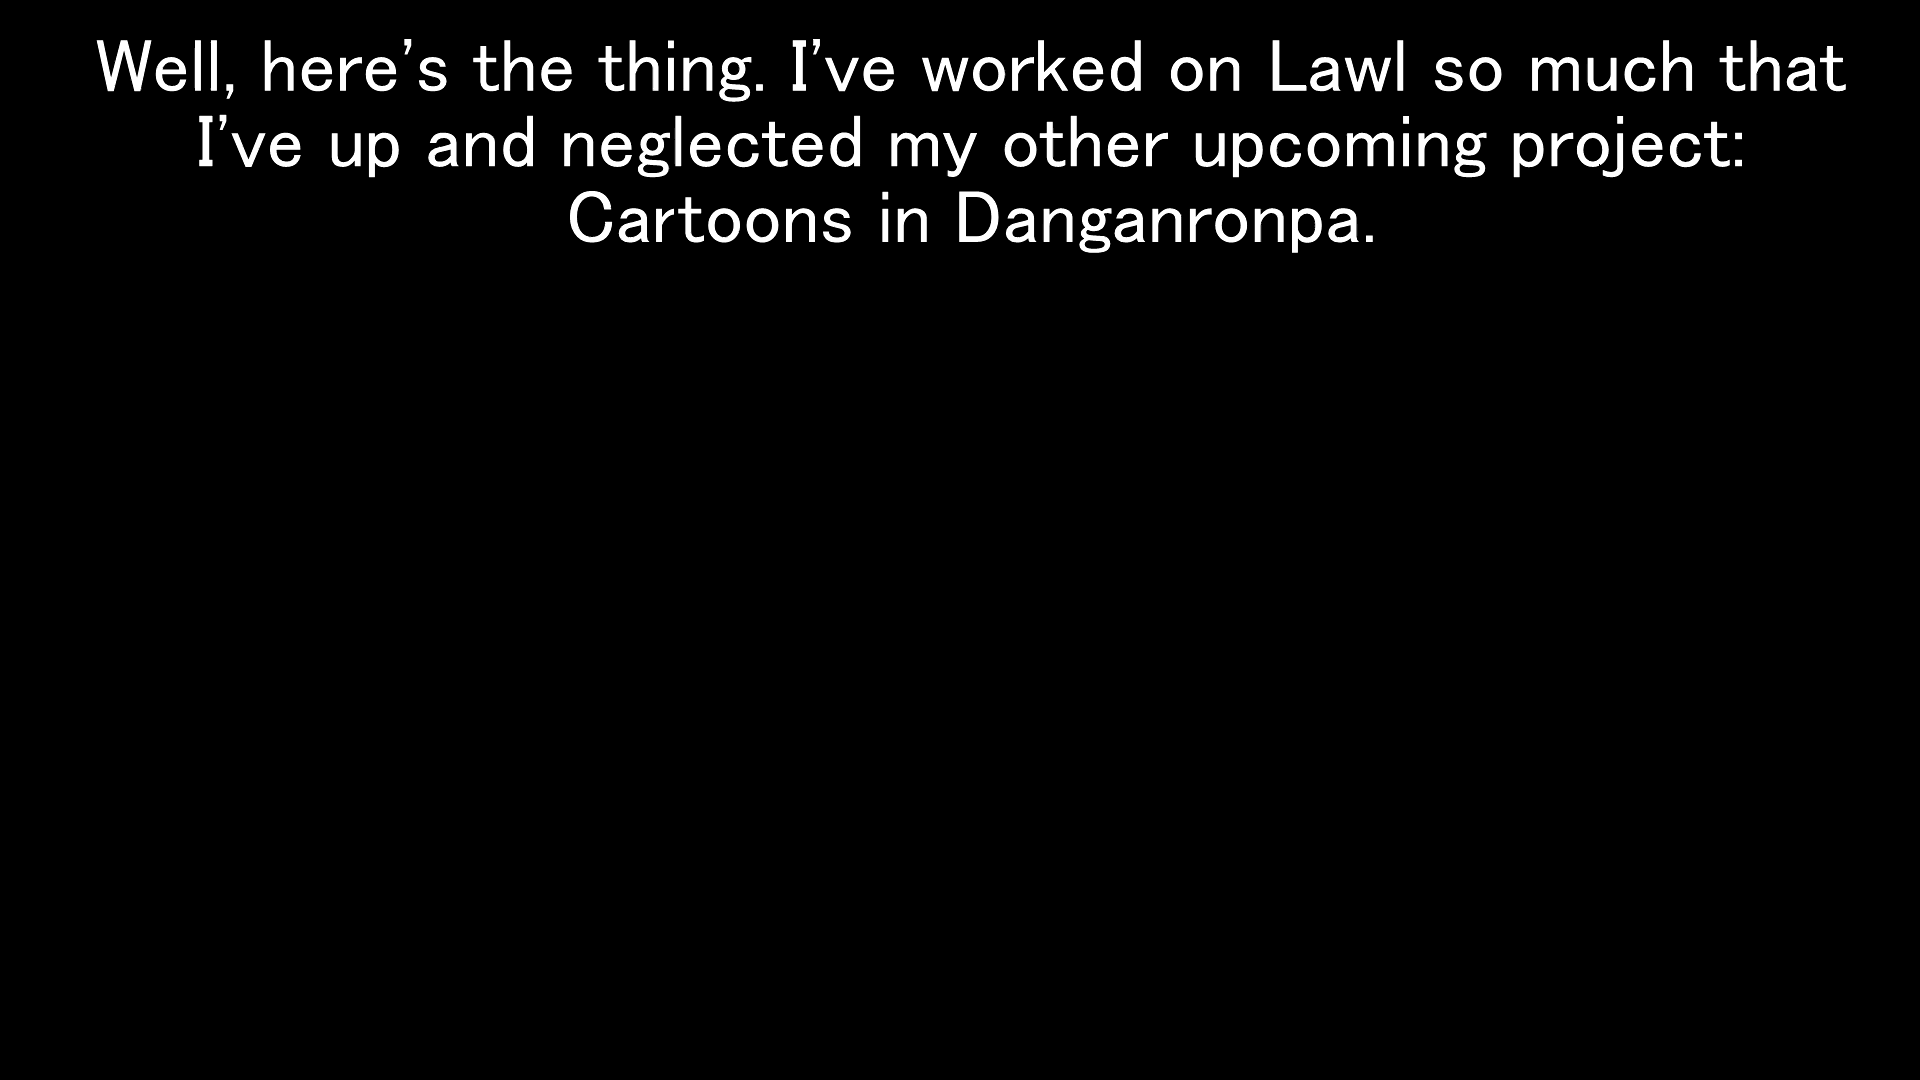 Well, here's the thing. I've worked on Lawl so much that
I've up and neglected my other upcoming project:
Cartoons in Danganronpa.